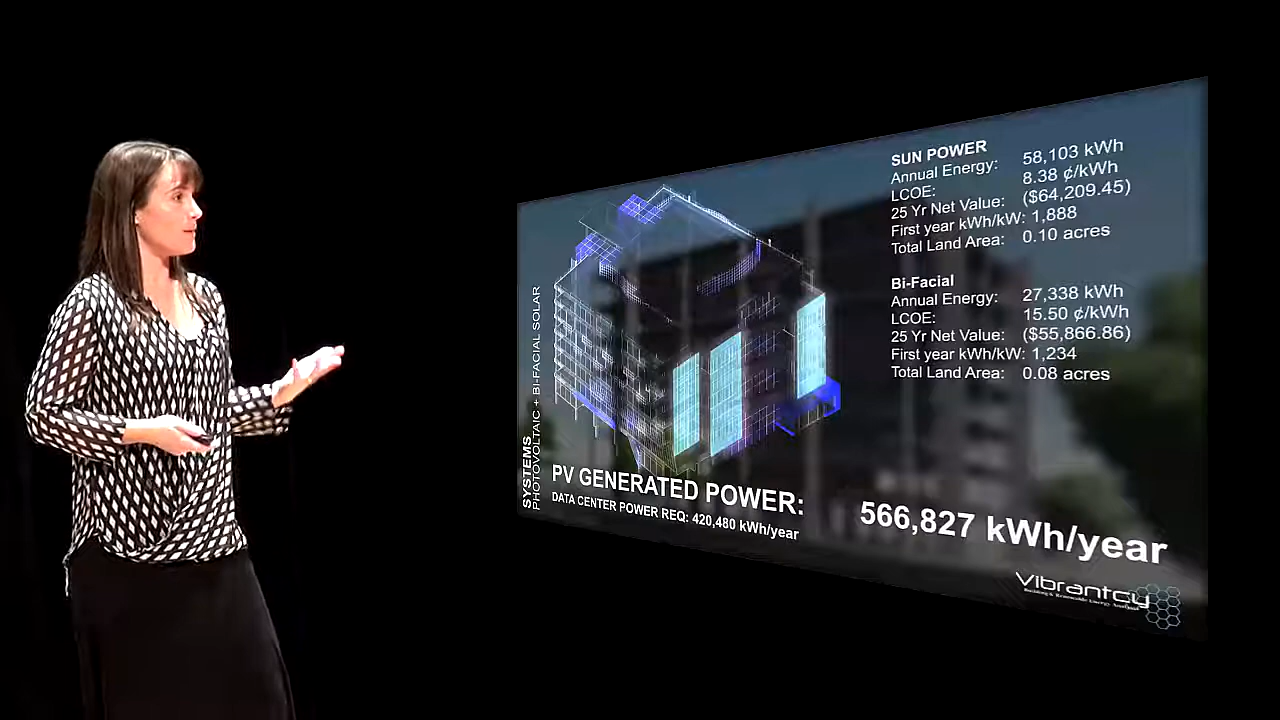 SUN POWER
Annual Energy: 58,103 kWh
LCOE: 8.38 ¢/kWh
25 Yr Net Value: ($64,209.45)
First year kWh/kW: 1,888
Total Land Area: 0.10 acres
Bi-Facial
Annual Energy: 27,338 kWh
LCOE: 15.50 ¢/kWh
25 Yr Net Value: ($55,866.86)
First year kWh/kW: 1,234
Total Land Area: 0.08 acres
SYSTEMS
PHOTOVOLTAIC + BI-FACIAL SOLAR
PV GENERATED POWER: 566,827 kWh/year
DATA CENTER POWER REQ: 420,480 kWh/year
Vibrantcy
Building & Renewable Energy Analysis